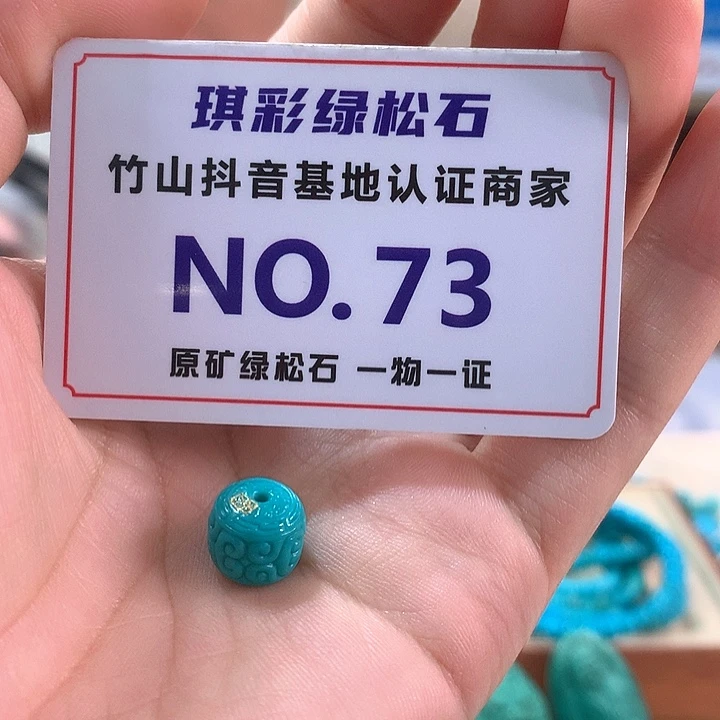 琪彩绿松石
竹山抖音基地认证商家
NO.73
原矿绿松石 一物一证